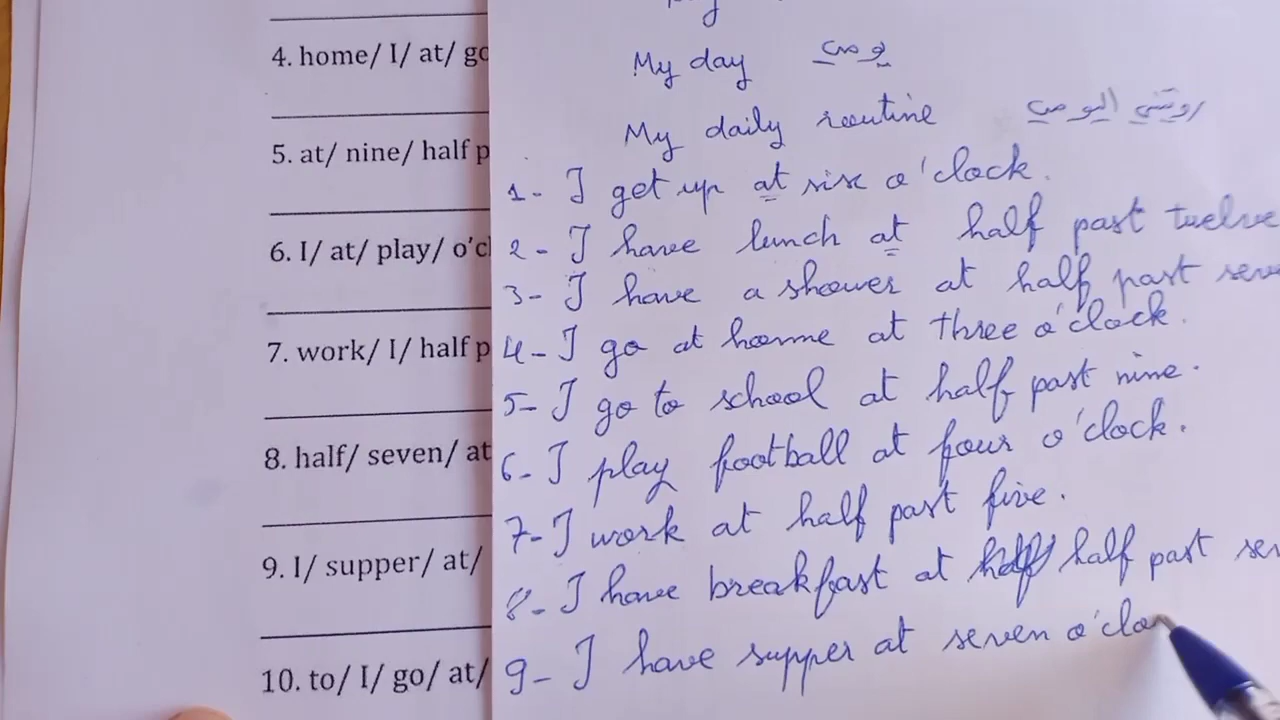 4. home/ I/ at/ go
5. at/ nine/ half p
6. I/ at/ play/ o'cl
7. work/ I/ half p
8. half/ seven/ at
9. I/ supper/ at/
10. to/ I/ go/ at/
My day يومي
My daily routine روتيني اليومي
1- I get up at six o'clock.
2- I have lunch at half past twelve
3- I have a shower at half past seve
4- I go at home at three o'clock.
5- I go to school at half past nine.
6- I play football at four o'clock.
7- I work at half past five.
8- I have breakfast at half half past sev
9- I have supper at seven o'cloc